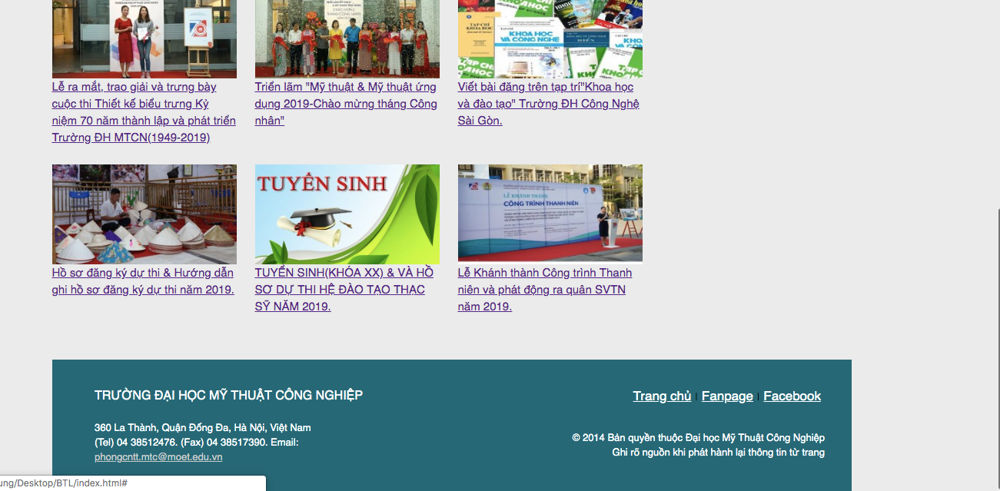 TẠP CHÍ
KHOA HỌC
JOURNAL OF SCIENCE
KHOA HỌC
VÀ CÔNG NGHỆ
Lễ ra mắt, trao giải và trưng bày
cuộc thi Thiết kế biểu trưng Kỷ
niệm 70 năm thành lập và phát triển
Trường ĐH MTCN(1949-2019)
Triển lãm "Mỹ thuật & Mỹ thuật ứng
dụng 2019-Chào mừng tháng Công
nhân"
Viết bài đăng trên tạp trí"Khoa học
và đào tạo" Trường ĐH Công Nghệ
Sài Gòn.
TUYỂN SINH
LỄ KHÁNH THÀNH
CÔNG TRÌNH THANH NIÊN
Hồ sơ đăng ký dự thi & Hướng dẫn
ghi hồ sơ đăng ký dự thi năm 2019.
TUYỂN SINH(KHÓA XX) & VÀ HỒ
SƠ DỰ THI HỆ ĐÀO TẠO THẠC
SỸ NĂM 2019.
Lễ Khánh thành Công trình Thanh
niên và phát động ra quân SVTN
năm 2019.
TRƯỜNG ĐẠI HỌC MỸ THUẬT CÔNG NGHIỆP
Trang chủ | Fanpage | Facebook
360 La Thành, Quận Đống Đa, Hà Nội, Việt Nam
(Tel) 04 38512476. (Fax) 04 38517390. Email:
phongcntt.mtc@moet.edu.vn
© 2014 Bản quyền thuộc Đại học Mỹ Thuật Công Nghiệp
Ghi rõ nguồn khi phát hành lại thông tin từ trang
ung/Desktop/BTL/index.html#